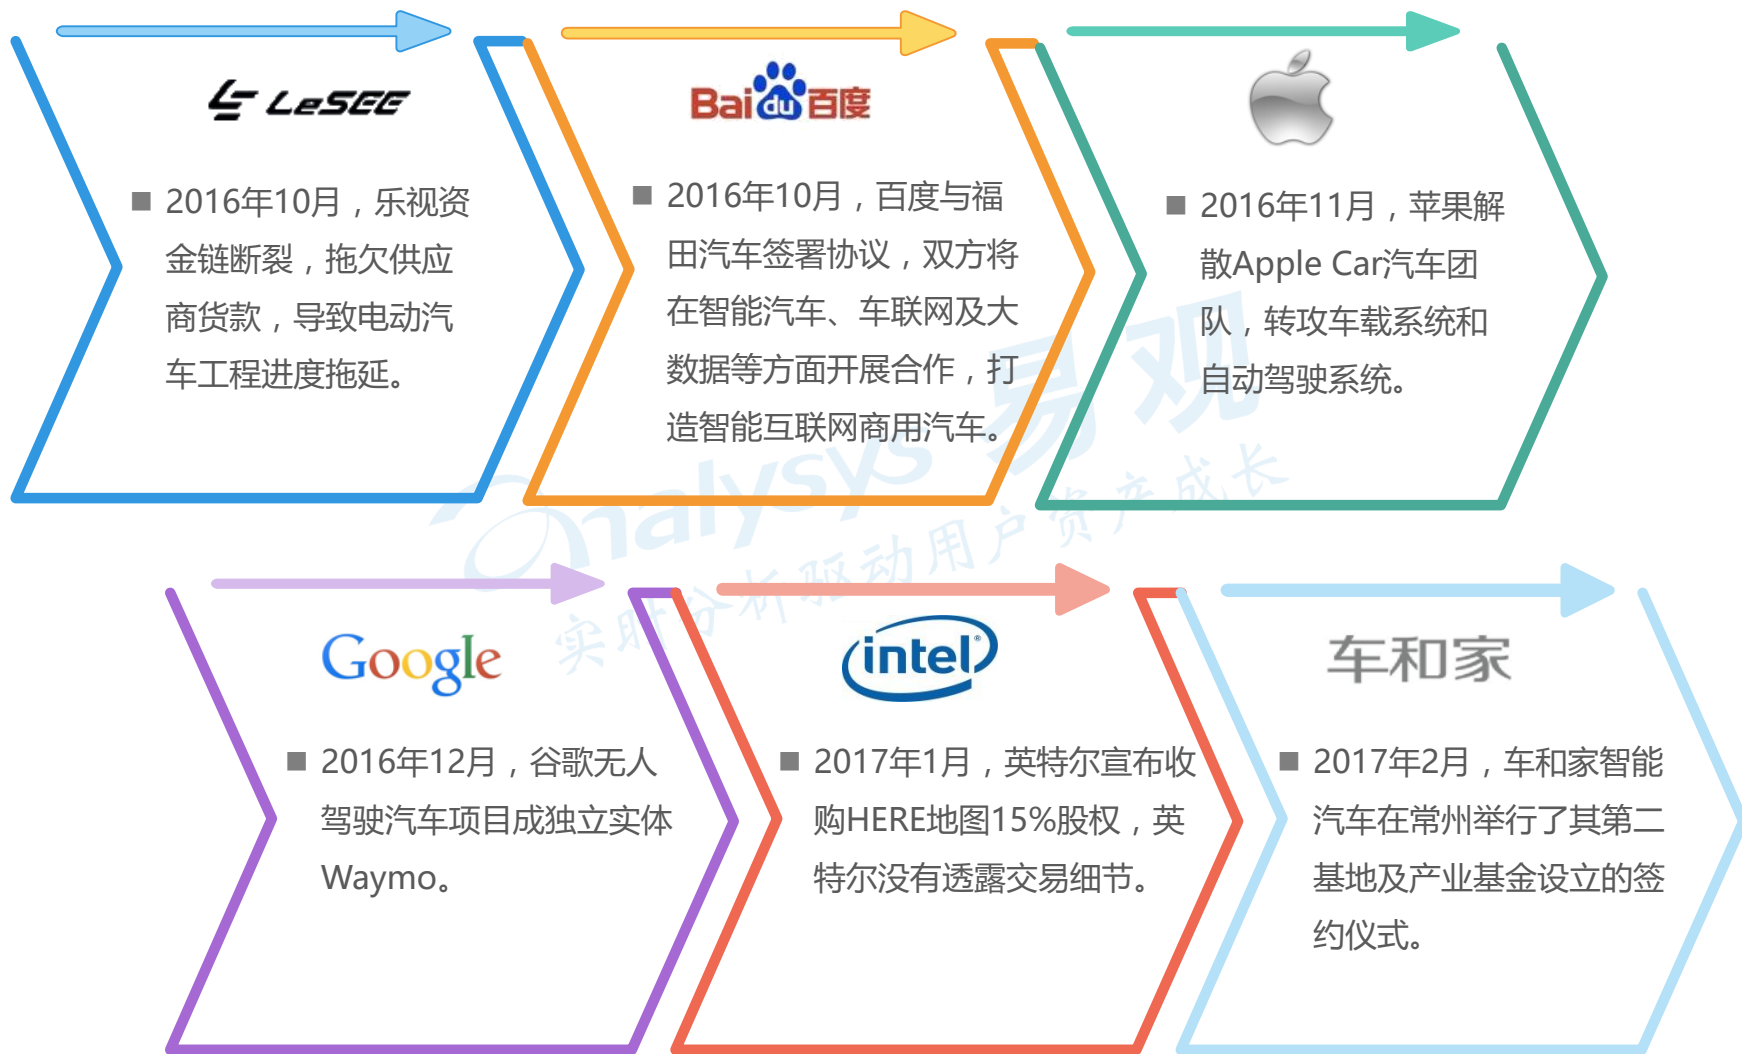 LeSEE
2016年10月，乐视资
金链断裂，拖欠供应
商货款，导致电动汽
车工程进度拖延。
Baidu百度
2016年10月，百度与福
田汽车签署协议，双方将
在智能汽车、车联网及大
数据等方面开展合作，打
造智能互联网商用汽车。
2016年11月，苹果解
散Apple Car汽车团
队，转攻车载系统和
自动驾驶系统。
Analysys 易观
实时分析驱动用户资产成长
Google
2016年12月，谷歌无人
驾驶汽车项目成独立实体
Waymo。
intel®
2017年1月，英特尔宣布收
购HERE地图15%股权，英
特尔没有透露交易细节。
车和家
2017年2月，车和家智能
汽车在常州举行了其第二
基地及产业基金设立的签
约仪式。